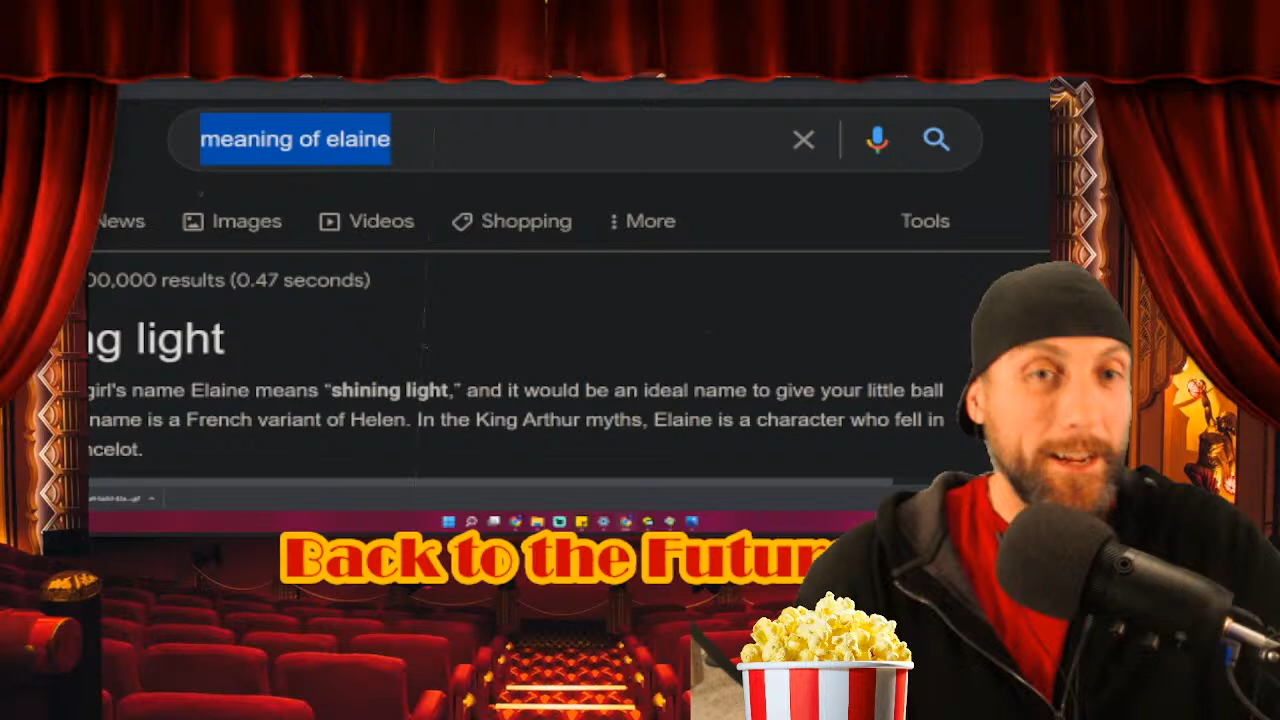 meaning of elaine
News Images Videos Shopping More Tools
00,000 results (0.47 seconds)
ng light
girl's name Elaine means “shining light,” and it would be an ideal name to give your little ball
name is a French variant of Helen. In the King Arthur myths, Elaine is a character who fell in
ncelot.
Back to the Futur